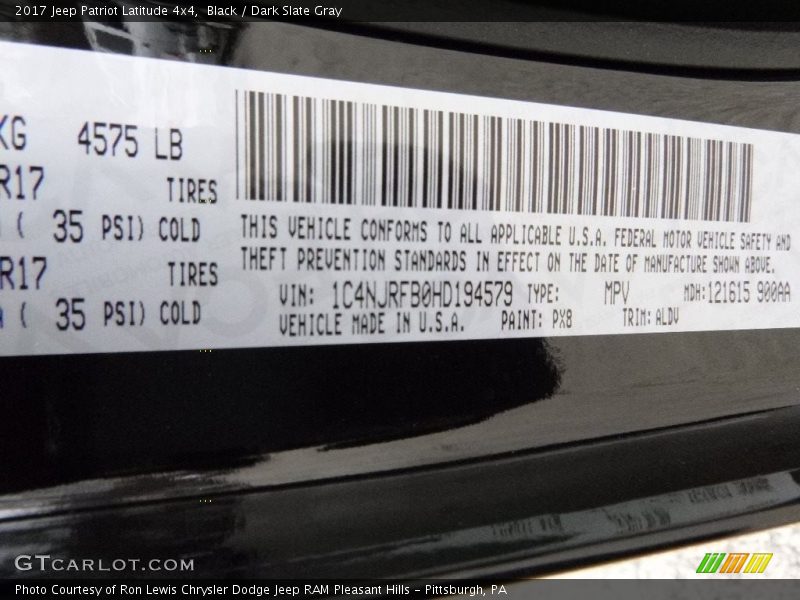 2017 Jeep Patriot Latitude 4x4, Black / Dark Slate Gray
KG 4575 LB
R17 TIRES
( 35 PSI) COLD
R17 TIRES
( 35 PSI) COLD
THIS VEHICLE CONFORMS TO ALL APPLICABLE U.S.A. FEDERAL MOTOR VEHICLE SAFETY AND
THEFT PREVENTION STANDARDS IN EFFECT ON THE DATE OF MANUFACTURE SHOWN ABOVE.
VIN: 1C4NJRFB0HD194579 TYPE: MPV MDH:121615 900AA
VEHICLE MADE IN U.S.A. PAINT: PX8 TRIM: ALDV
GTCARLOT.COM
Photo Courtesy of Ron Lewis Chrysler Dodge Jeep RAM Pleasant Hills - Pittsburgh, PA